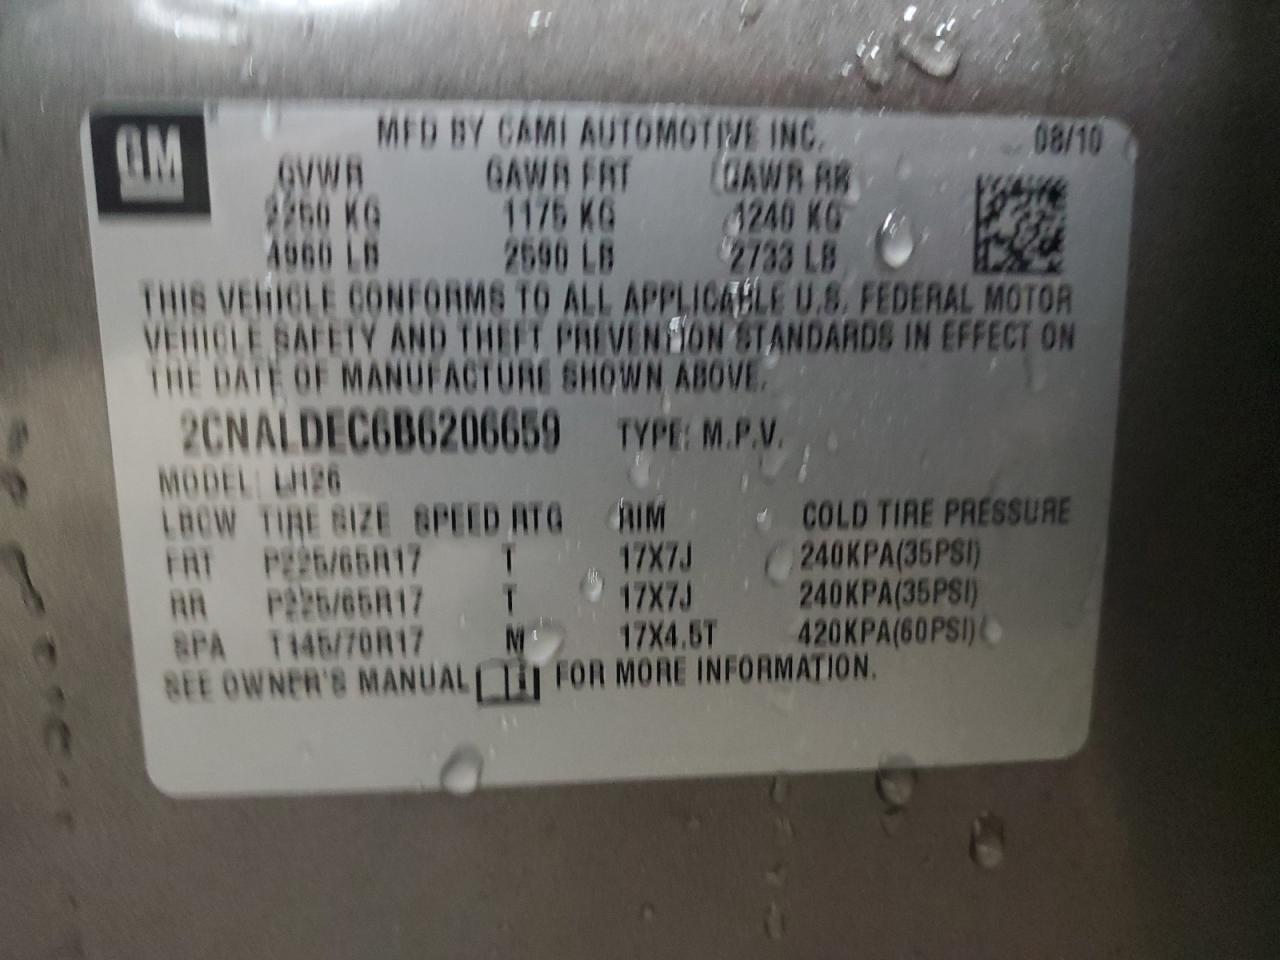 GM
MFD BY CAMI AUTOMOTIVE INC. 08/10
GVWR GAWR FRT GAWR RR
2250 KG 1175 KG 1240 KG
4960 LB 2590 LB 2733 LB
THIS VEHICLE CONFORMS TO ALL APPLICABLE U.S. FEDERAL MOTOR
VEHICLE SAFETY AND THEFT PREVENTION STANDARDS IN EFFECT ON
THE DATE OF MANUFACTURE SHOWN ABOVE.
2CNALDEC6B6206659 TYPE: M.P.V.
MODEL: LH26
LBCW TIRE SIZE SPEED RTG RIM COLD TIRE PRESSURE
FRT P225/65R17 T 17X7J 240KPA(35PSI)
RR P225/65R17 T 17X7J 240KPA(35PSI)
SPA T145/70R17 M 17X4.5T 420KPA(60PSI)
SEE OWNER'S MANUAL FOR MORE INFORMATION.